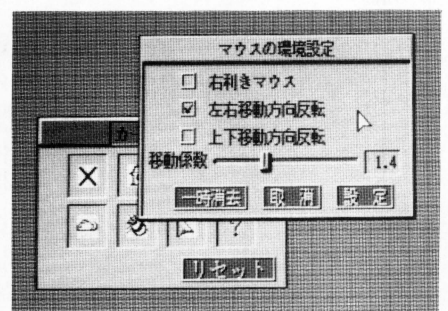 マウスの環境設定
右利きマウス
左右移動方向反転
上下移動方向反転
移動係数 1.4
一時消去 取 消 設 定
カー
?
リセット